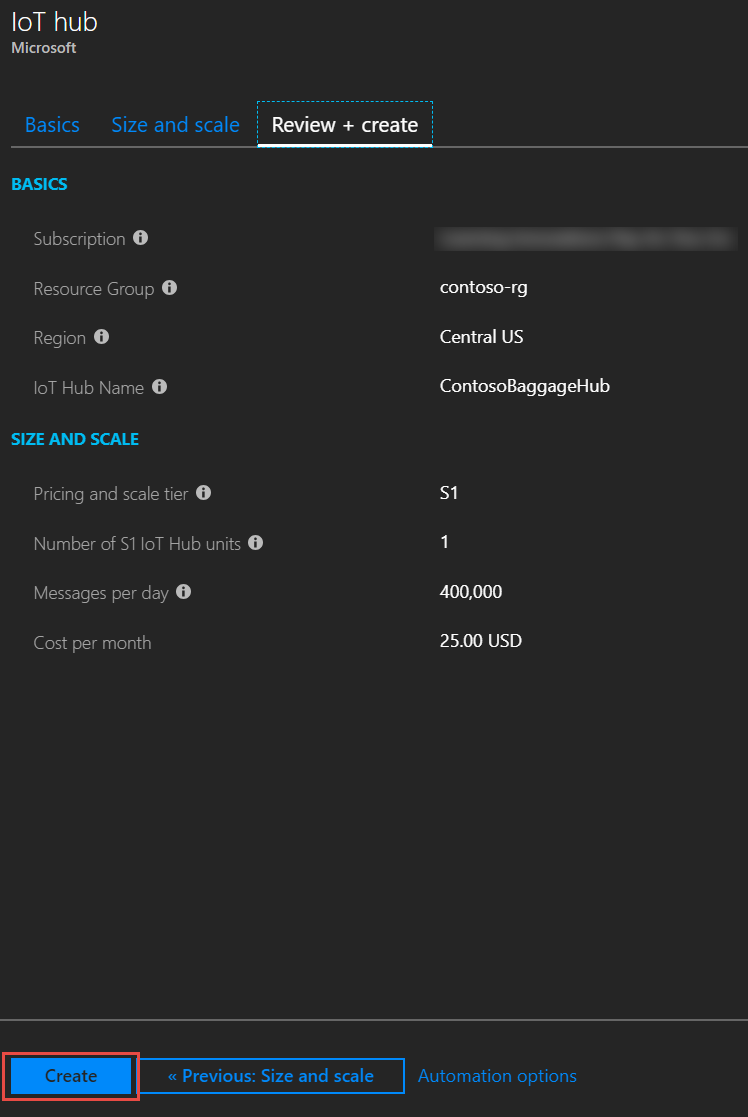 IoT hub
Microsoft
Basics Size and scale Review + create
BASICS
Subscription
Resource Group contoso-rg
Region Central US
IoT Hub Name ContosoBaggageHub
SIZE AND SCALE
Pricing and scale tier S1
Number of S1 IoT Hub units 1
Messages per day 400,000
Cost per month 25.00 USD
Create « Previous: Size and scale Automation options